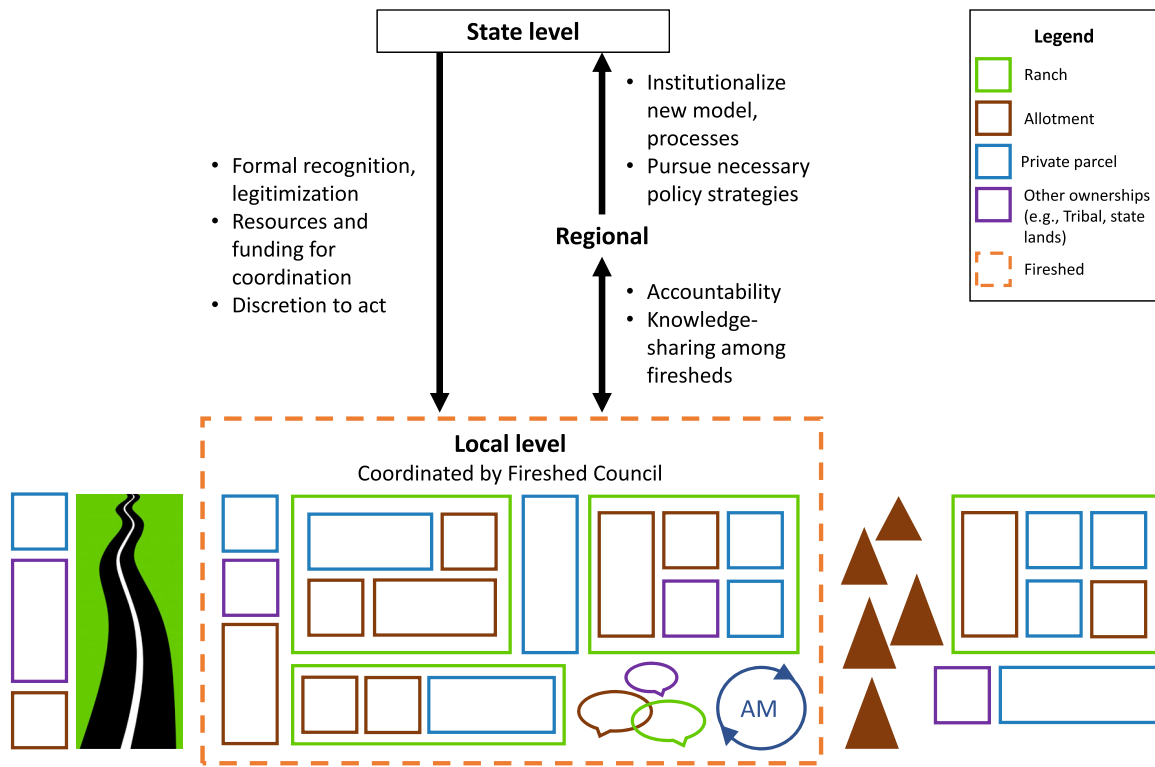 State level
• Institutionalize
new model,
processes
• Pursue necessary
policy strategies
• Formal recognition,
legitimization
• Resources and
funding for
coordination
• Discretion to act
Regional
• Accountability
• Knowledge-
sharing among
firesheds
Legend
Ranch
Allotment
Private parcel
Other ownerships
(e.g., Tribal, state
lands)
Fireshed
Local level
Coordinated by Fireshed Council
AM